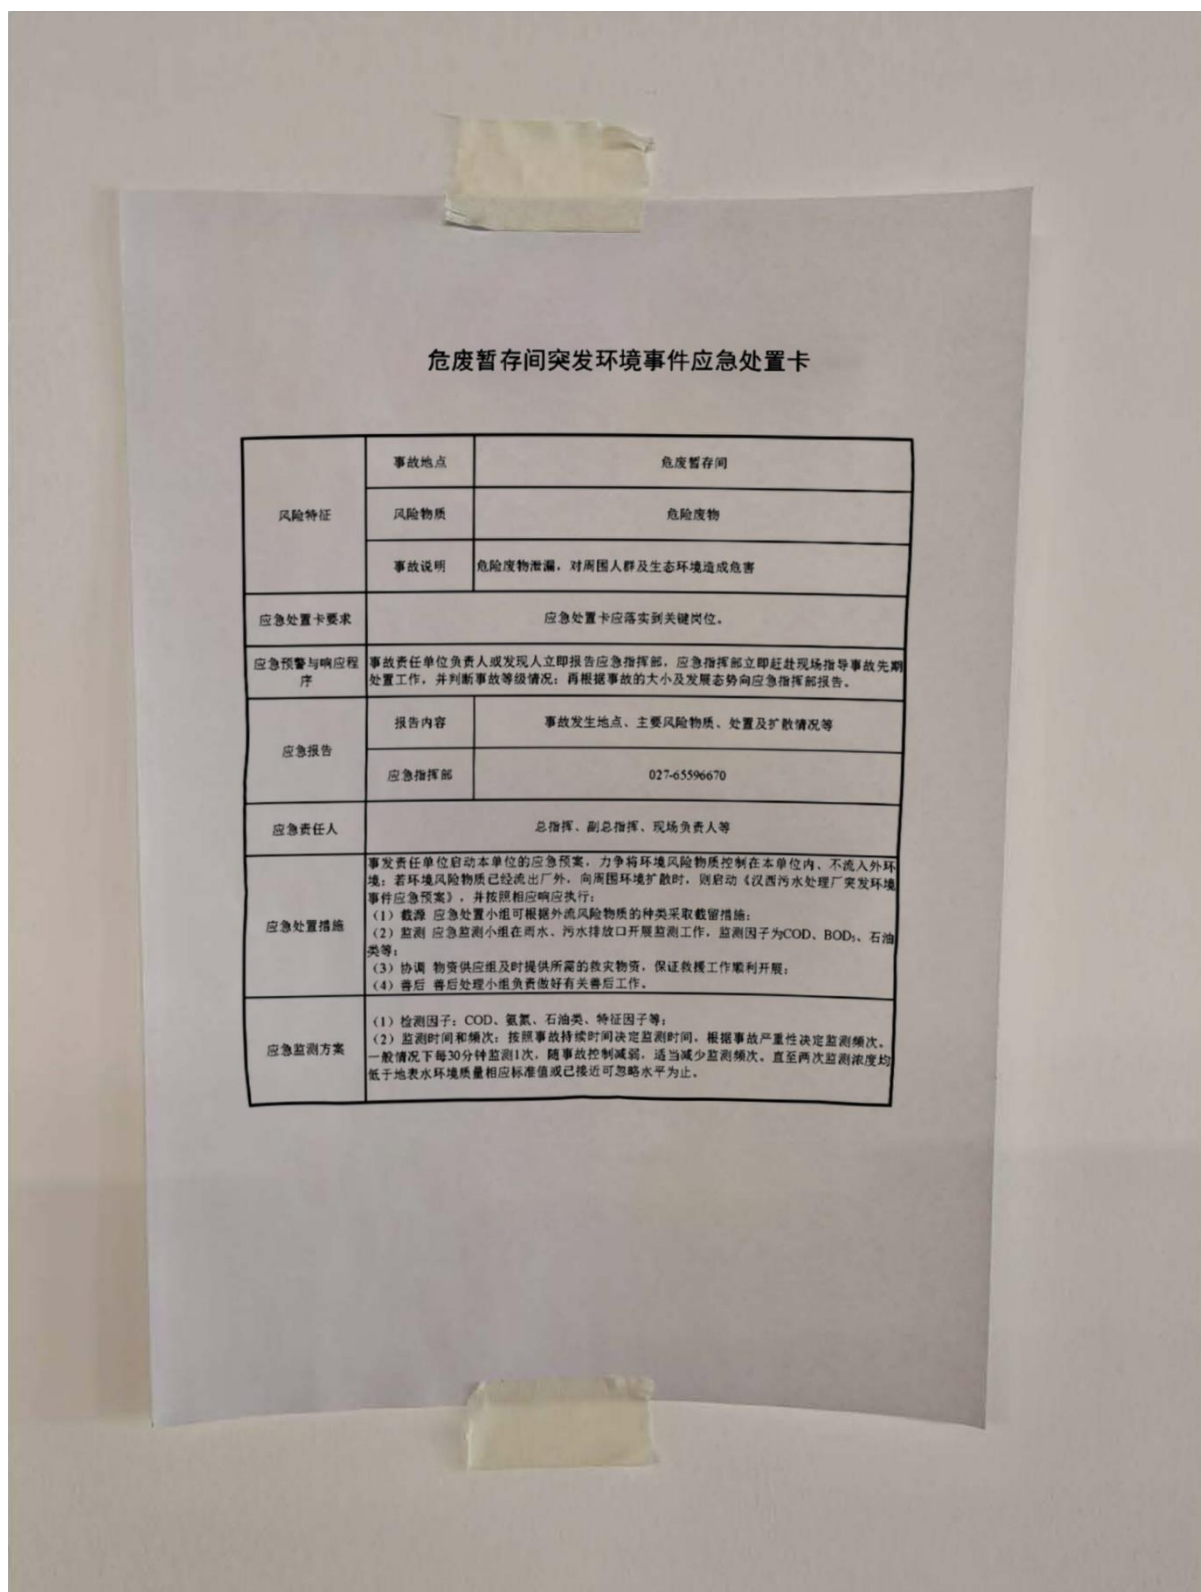 危废暂存间突发环境事件应急处置卡
风险特征
事故地点
危废暂存间
风险物质
危险废物
事故说明
危险废物泄漏，对周围人群及生态环境造成危害
应急处置卡要求
应急处置卡应落实到关键岗位。
应急预警与响应程
序
事故责任单位负责人或发现人立即报告应急指挥部，应急指挥部立即赶赴现场指导事故先期
处置工作，并判断事故等级情况；再根据事故的大小及发展态势向应急指挥部报告。
应急报告
报告内容
事故发生地点、主要风险物质、处置及扩散情况等
应急指挥部
027-65596670
应急责任人
总指挥、副总指挥、现场负责人等
应急处置措施
事发责任单位启动本单位的应急预案，力争将环境风险物质控制在本单位内、不流入外环
境；若环境风险物质已经流出厂外，向周围环境扩散时，则启动《汉西污水处理厂突发环境
事件应急预案》，并按照相应响应执行：
（1）截源 应急处置小组可根据外流风险物质的种类采取截留措施；
（2）监测 应急监测小组在雨水、污水排放口开展监测工作，监测因子为COD、BOD₅、石油
类等；
（3）协调 物资供应组及时提供所需的救灾物资，保证救援工作顺利开展；
（4）善后 善后处理小组负责做好有关善后工作。
应急监测方案
（1）检测因子：COD、氨氮、石油类、特征因子等；
（2）监测时间和频次：按照事故持续时间决定监测时间，根据事故严重性决定监测频次。
一般情况下每30分钟监测1次，随事故控制减弱，适当减少监测频次。直至两次监测浓度均
低于地表水环境质量相应标准值或已接近可忽略水平为止。